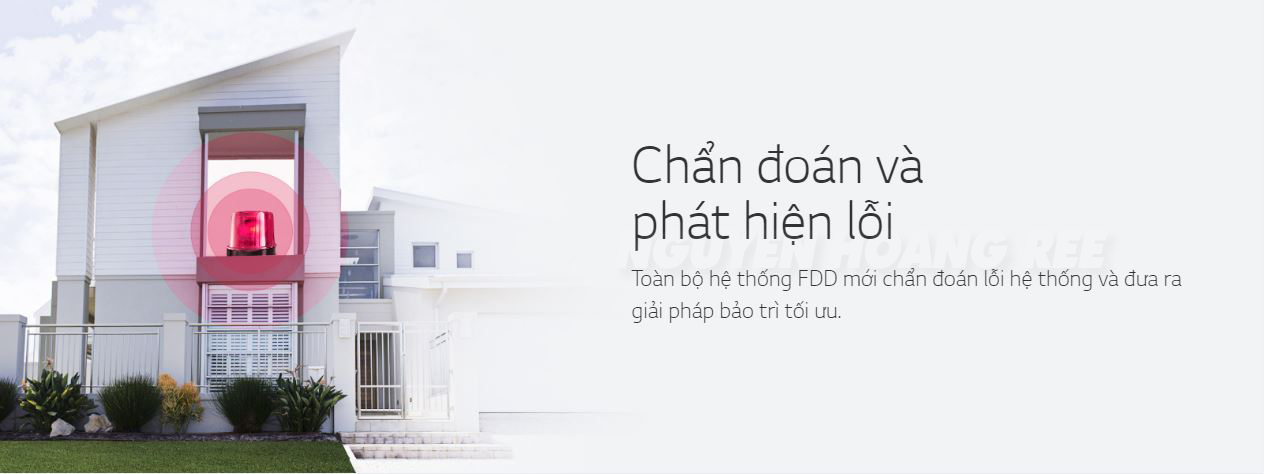 Chẩn đoán và
phát hiện lỗi
NGUYEN HOANG REE
Toàn bộ hệ thống FDD mới chẩn đoán lỗi hệ thống và đưa ra
giải pháp bảo trì tối ưu.